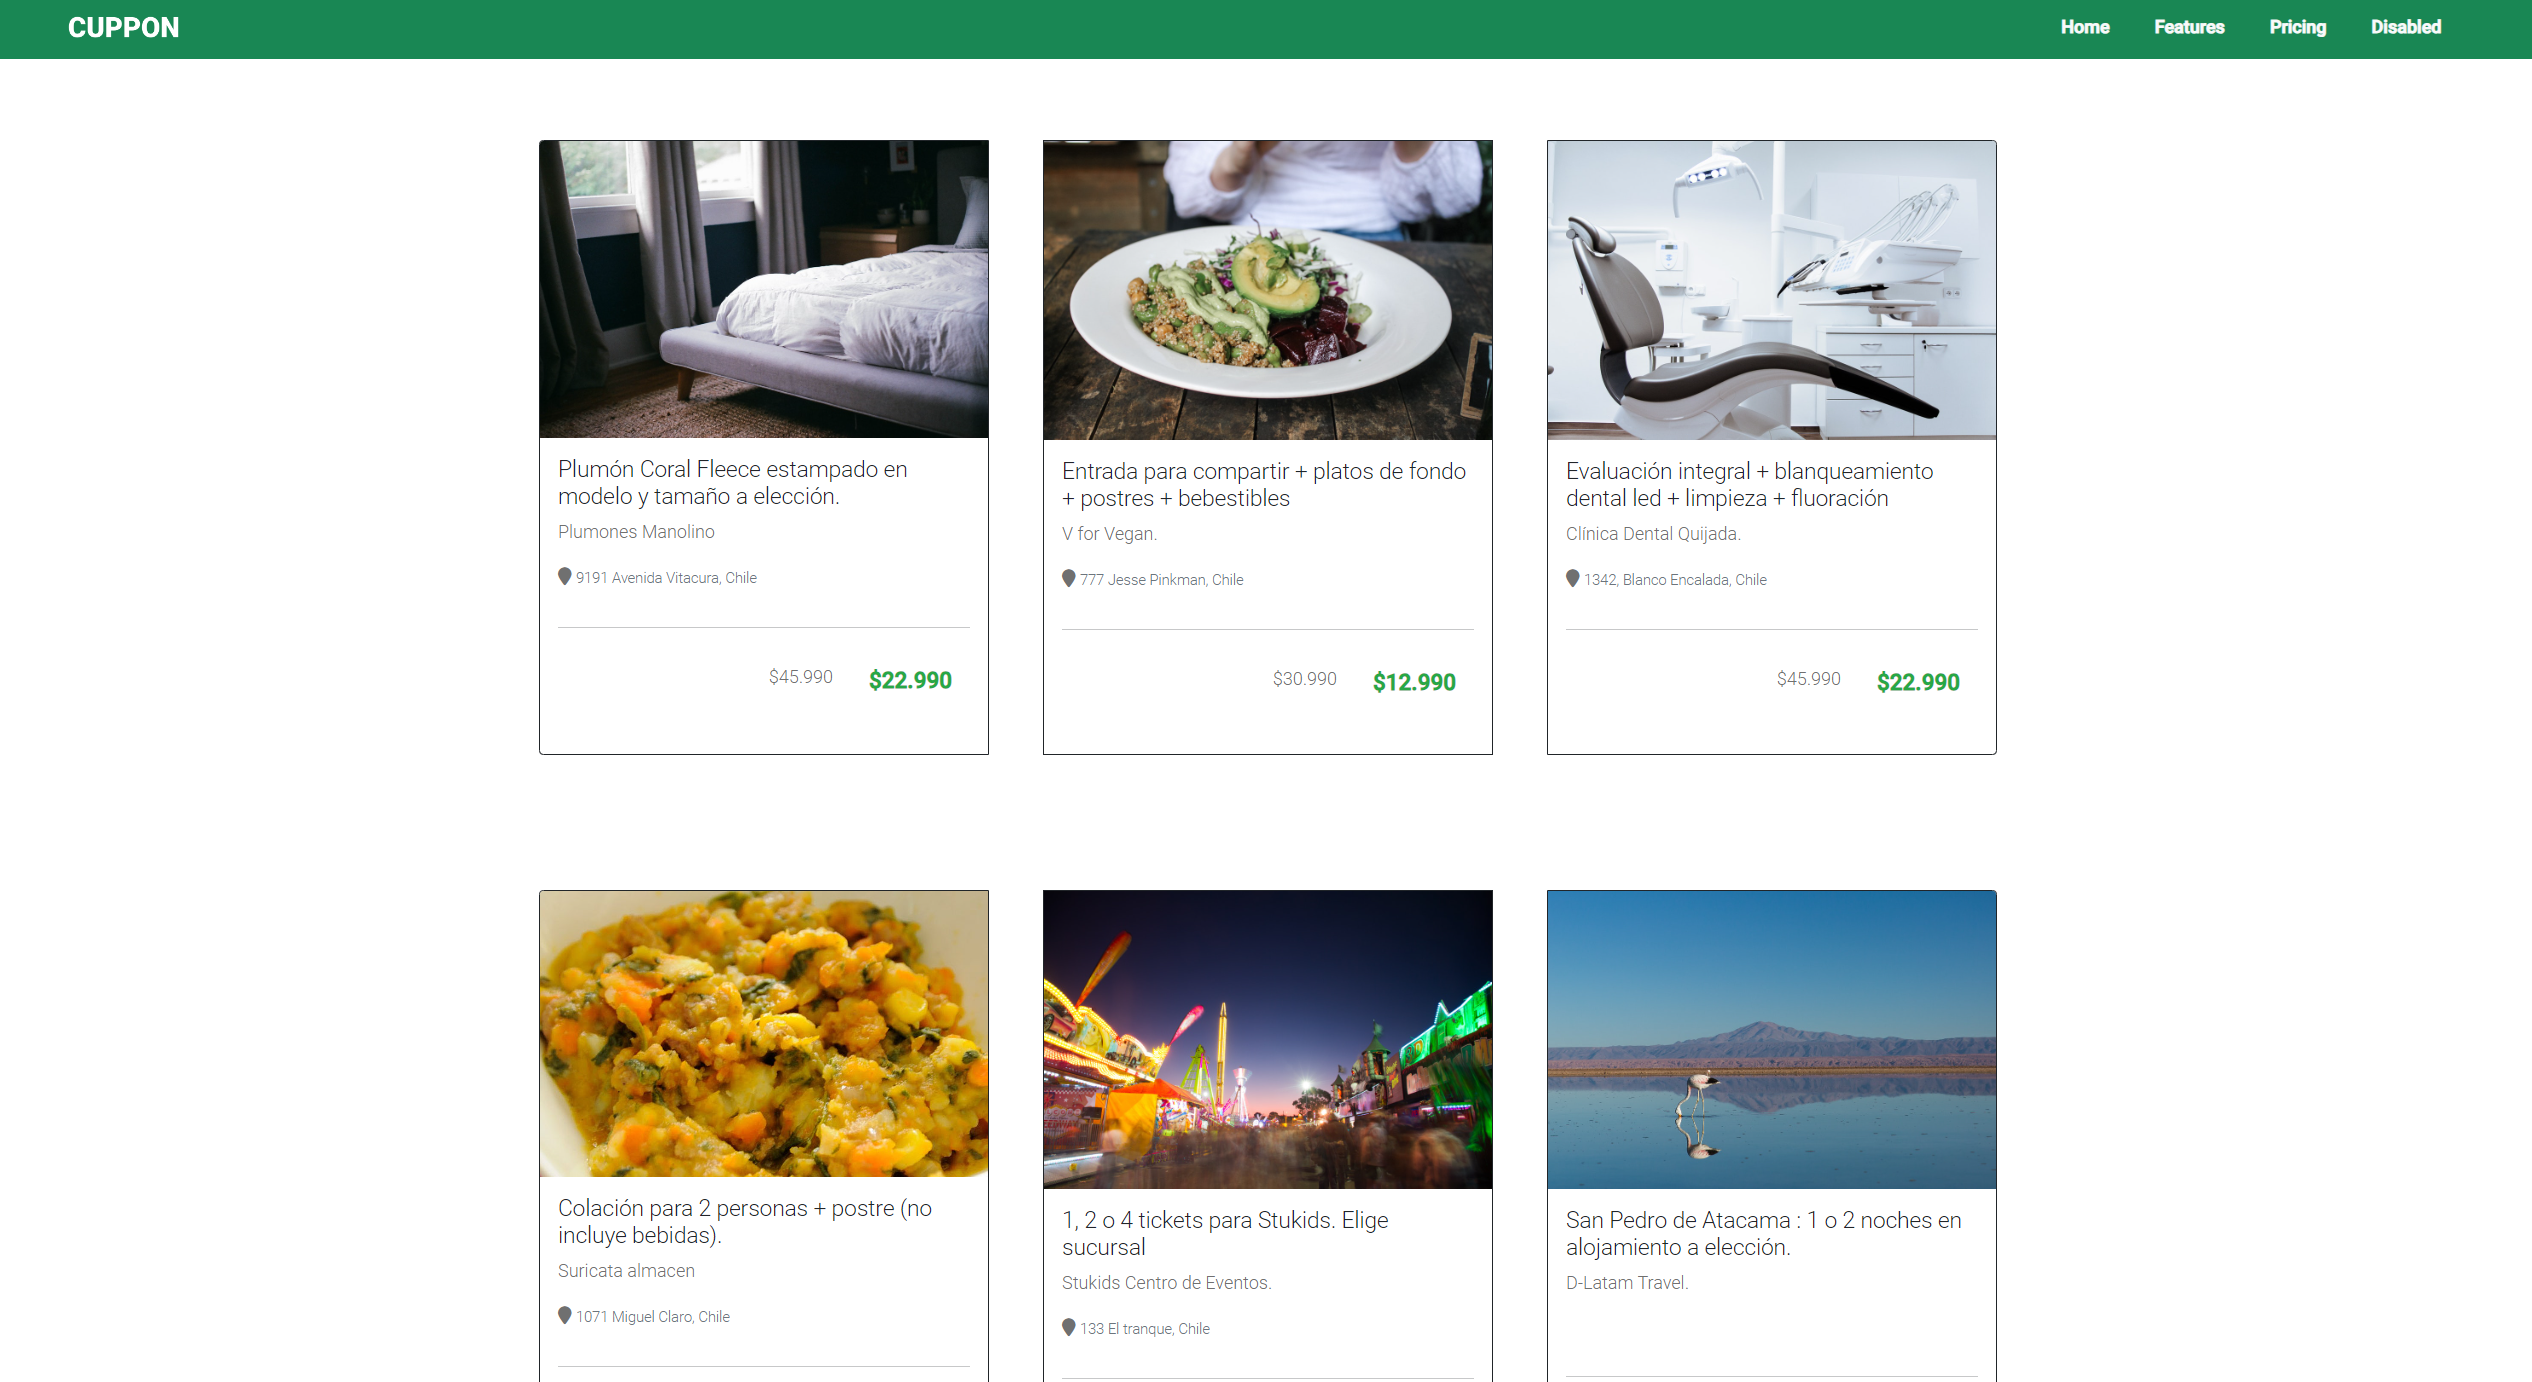 CUPPON
Home
Features
Pricing
Disabled
Plumón Coral Fleece estampado en
modelo y tamaño a elección.
Plumones Manolino
9191 Avenida Vitacura, Chile
$45.990
$22.990
Entrada para compartir + platos de fondo
+ postres + bebestibles
V for Vegan.
777 Jesse Pinkman, Chile
$30.990
$12.990
Evaluación integral + blanqueamiento
dental led + limpieza + fluoración
Clínica Dental Quijada.
1342, Blanco Encalada, Chile
$45.990
$22.990
Colación para 2 personas + postre (no
incluye bebidas).
Suricata almacen
1071 Miguel Claro, Chile
1, 2 o 4 tickets para Stukids. Elige
sucursal
Stukids Centro de Eventos.
133 El tranque, Chile
San Pedro de Atacama : 1 o 2 noches en
alojamiento a elección.
D-Latam Travel.